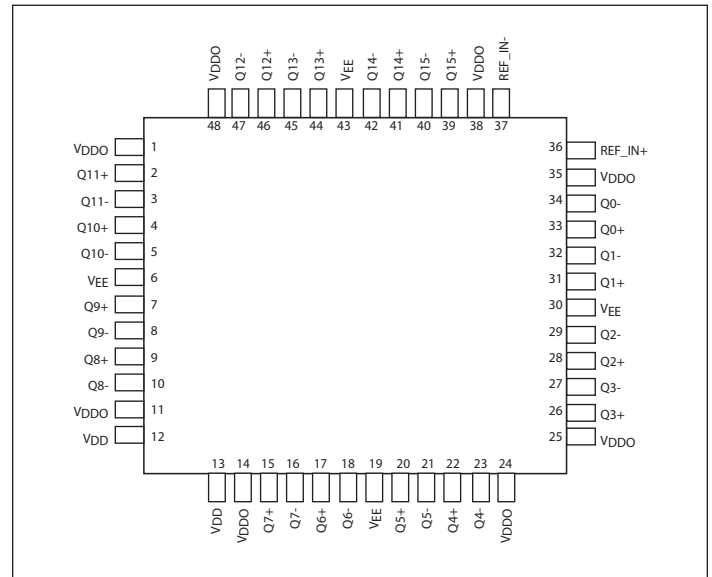 VDDO Q12- Q12+ Q13- Q13+ VEE Q14- Q14+ Q15- Q15+ VDDO REF_IN-
48 47 46 45 44 43 42 41 40 39 38 37
VDDO 1
Q11+ 2
Q11- 3
Q10+ 4
Q10- 5
VEE 6
Q9+ 7
Q9- 8
Q8+ 9
Q8- 10
VDDO 11
VDD 12
36 REF_IN+
35 VDDO
34 Q0-
33 Q0+
32 Q1-
31 Q1+
30 VEE
29 Q2-
28 Q2+
27 Q3-
26 Q3+
25 VDDO
13 14 15 16 17 18 19 20 21 22 23 24
VDD VDDO Q7+ Q7- Q6+ Q6- VEE Q5+ Q5- Q4+ Q4- VDDO